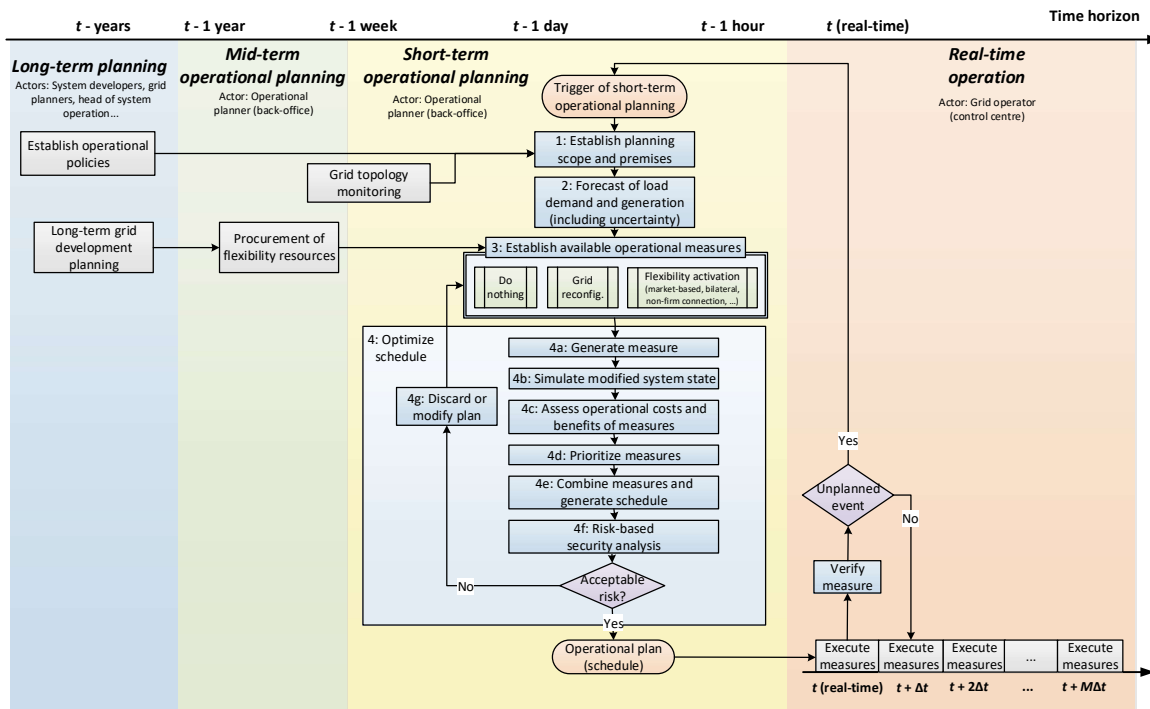 Time horizon
t - years
t - 1 year
t - 1 week
t - 1 day
t - 1 hour
t (real-time)
Long-term planning
Actors: System developers, grid
planners, head of system
operation...
Mid-term
operational planning
Actor: Operational
planner (back-office)
Short-term
operational planning
Actor: Operational
planner (back-office)
Real-time
operation
Actor: Grid operator
(control centre)
Trigger of short-term
operational planning
Establish operational
policies
Grid topology
monitoring
1: Establish planning
scope and premises
2: Forecast of load
demand and generation
(including uncertainty)
Long-term grid
development
planning
Procurement of
flexibility resources
3: Establish available operational measures
Do
nothing
Grid
reconfig.
Flexibility activation
(market-based, bilateral,
non-firm connection, ...)
4: Optimize
schedule
4a: Generate measure
4b: Simulate modified system state
4g: Discard or
modify plan
4c: Assess operational costs and
benefits of measures
4d: Prioritize measures
4e: Combine measures and
generate schedule
4f: Risk-based
security analysis
Acceptable
risk?
No
Yes
Operational plan
(schedule)
Yes
Unplanned
event
No
Verify
measure
Execute
measures
Execute
measures
Execute
measures
...
Execute
measures
t (real-time)
t + Δt
t + 2Δt
...
t + MΔt